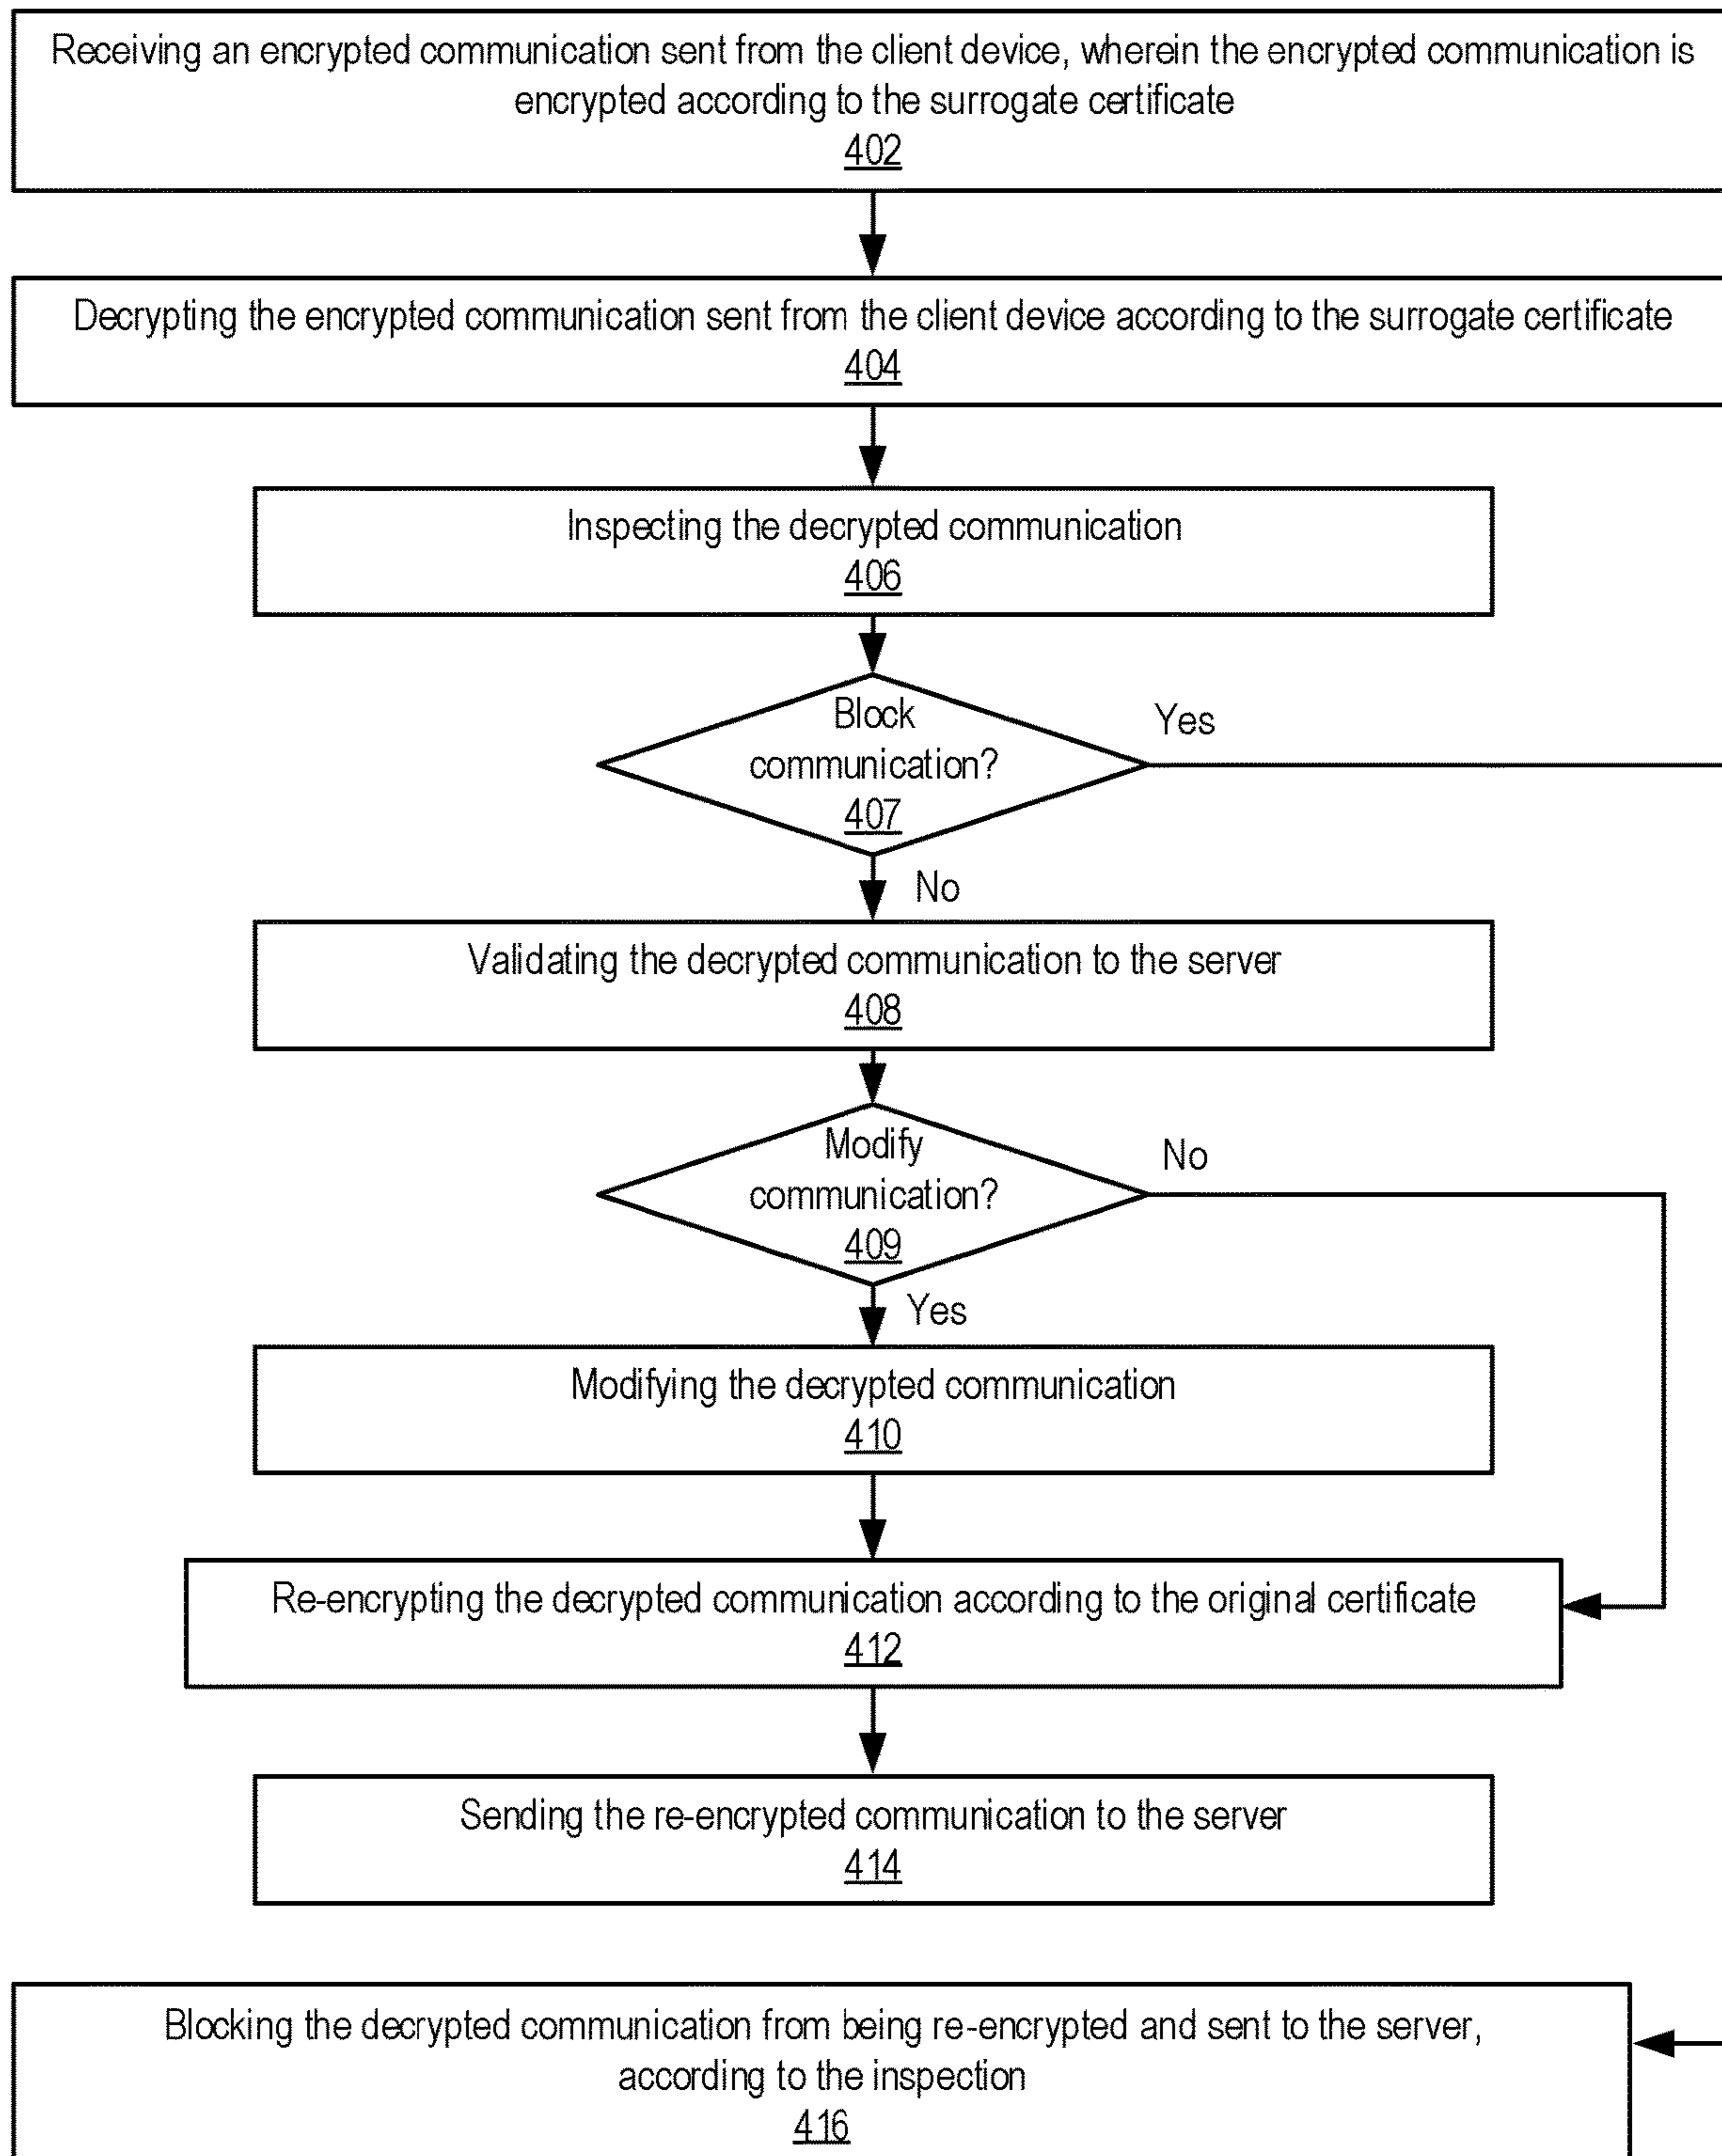 Receiving an encrypted communication sent from the client device, wherein the encrypted communication is
encrypted according to the surrogate certificate
402
Decrypting the encrypted communication sent from the client device according to the surrogate certificate
404
Inspecting the decrypted communication
406
Block
communication?
407
Yes
No
Validating the decrypted communication to the server
408
Modify
communication?
409
No
Yes
Modifying the decrypted communication
410
Re-encrypting the decrypted communication according to the original certificate
412
Sending the re-encrypted communication to the server
414
Blocking the decrypted communication from being re-encrypted and sent to the server,
according to the inspection
416